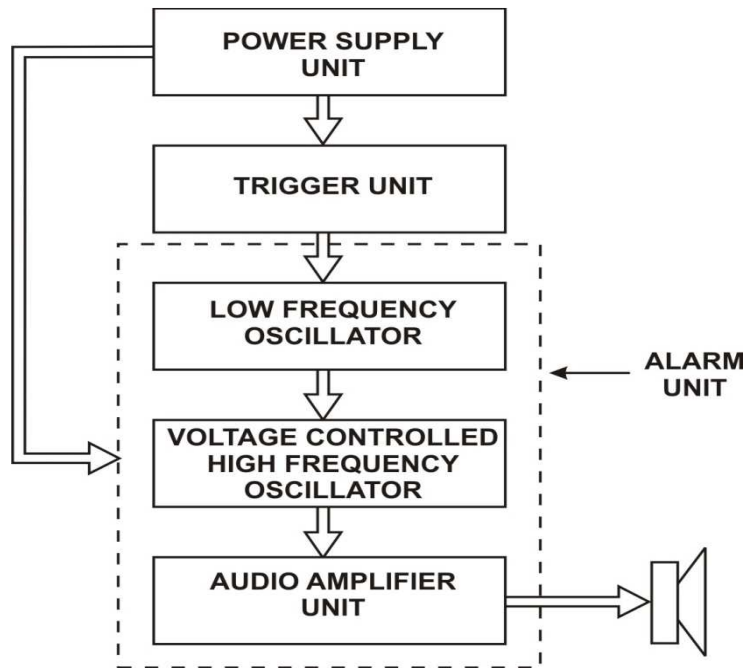 POWER SUPPLY
UNIT
TRIGGER UNIT
LOW FREQUENCY
OSCILLATOR
ALARM
UNIT
VOLTAGE CONTROLLED
HIGH FREQUENCY
OSCILLATOR
AUDIO AMPLIFIER
UNIT